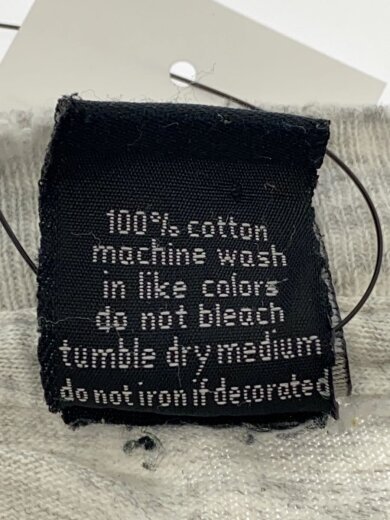 100% cotton
machine wash
in like colors
do not bleach
tumble dry medium
do not iron if decorated